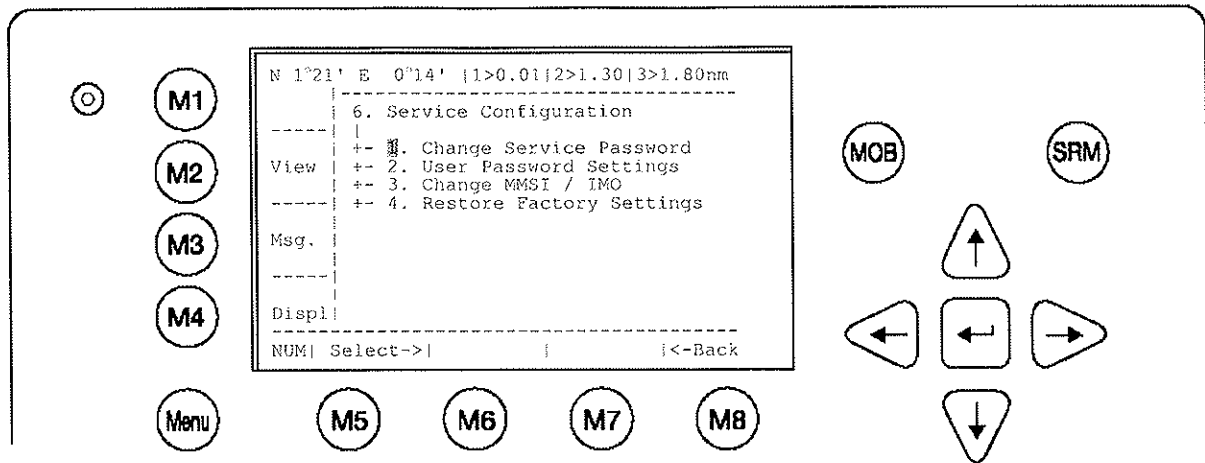 N 1°21' E 0°14' |1>0.01|2>1.30|3>1.80nm
6. Service Configuration
+- 1. Change Service Password
View | +- 2. User Password Settings
+- 3. Change MMSI / IMO
+- 4. Restore Factory Settings
Msg.
Displ
NUM| Select->| | |<-Back
M1
M2
M3
M4
Menu
M5
M6
M7
M8
MOB
SRM